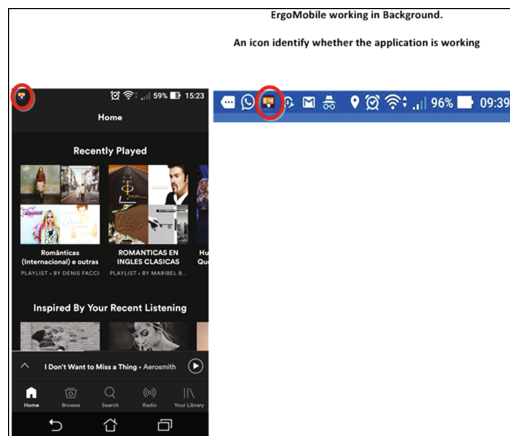 ErgoMobile working in Background.
An icon identify whether the application is working
59% 15:23
96% 09:39
Home
Recently Played
Românticas
(Internacional) e outras
PLAYLIST • BY DENIS FACCI
ROMANTICAS EN
INGLES CLASICAS
PLAYLIST • BY MARIBEL B...
Hu
Qu
Inspired By Your Recent Listening
I Don't Want to Miss a Thing • Aerosmith
Home Browse Search Radio Your Library